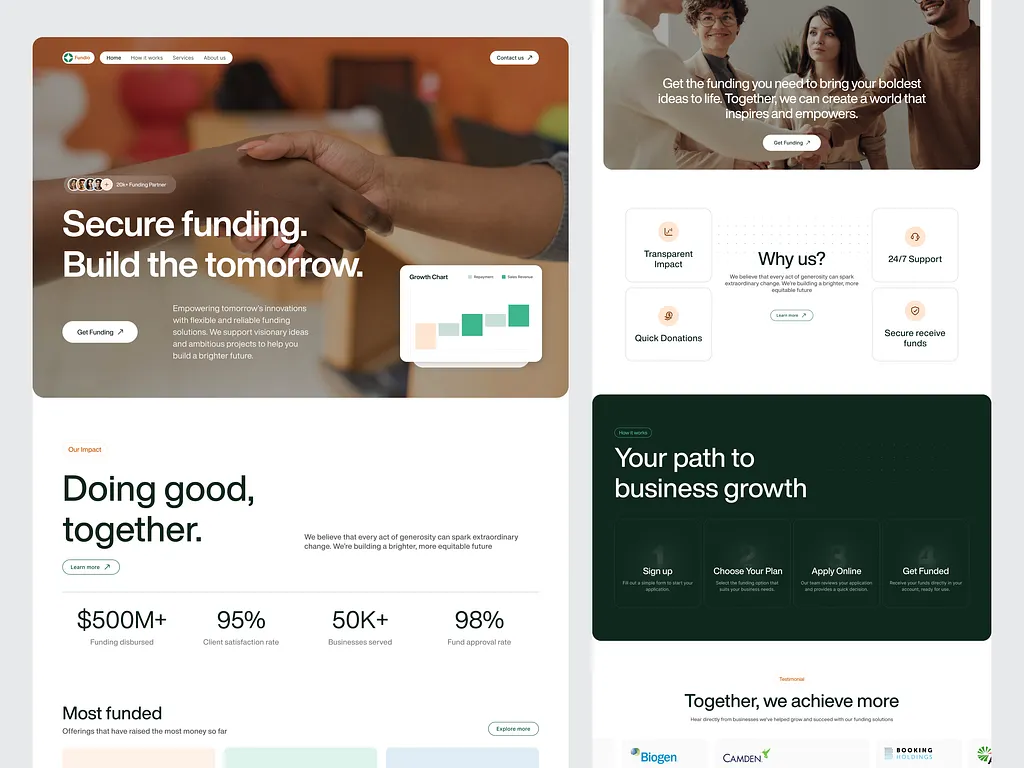 Fundio
Home
How it works
Services
About us
Contact us
20k+ Funding Partner
Secure funding.
Build the tomorrow.
Get Funding
Empowering tomorrow's innovations
with flexible and reliable funding
solutions. We support visionary ideas
and ambitious projects to help you
build a brighter future.
Growth Chart
Repayment
Sales Revenue
Our Impact
Doing good,
together.
We believe that every act of generosity can spark extraordinary
change. We're building a brighter, more equitable future
Learn more
$500M+
Funding disbursed
95%
Client satisfaction rate
50K+
Businesses served
98%
Fund approval rate
Most funded
Offerings that have raised the most money so far
Explore more
Get the funding you need to bring your boldest
ideas to life. Together, we can create a world that
inspires and empowers.
Get Funding
Transparent
Impact
Quick Donations
Why us?
We believe that every act of generosity can spark
extraordinary change. We're building a brighter, more
equitable future
Learn more
24/7 Support
Secure receive
funds
How it works
Your path to
business growth
1
Sign up
Fill out a simple form to start your
application.
2
Choose Your Plan
Select the funding option that
suits your business needs.
3
Apply Online
Our team reviews your application
and provides a quick decision.
4
Get Funded
Receive your funds directly in your
account, ready for use.
Testimonial
Together, we achieve more
Hear directly from businesses we've helped grow and succeed with our funding solutions
Biogen
CAMDEN
BOOKING
HOLDINGS